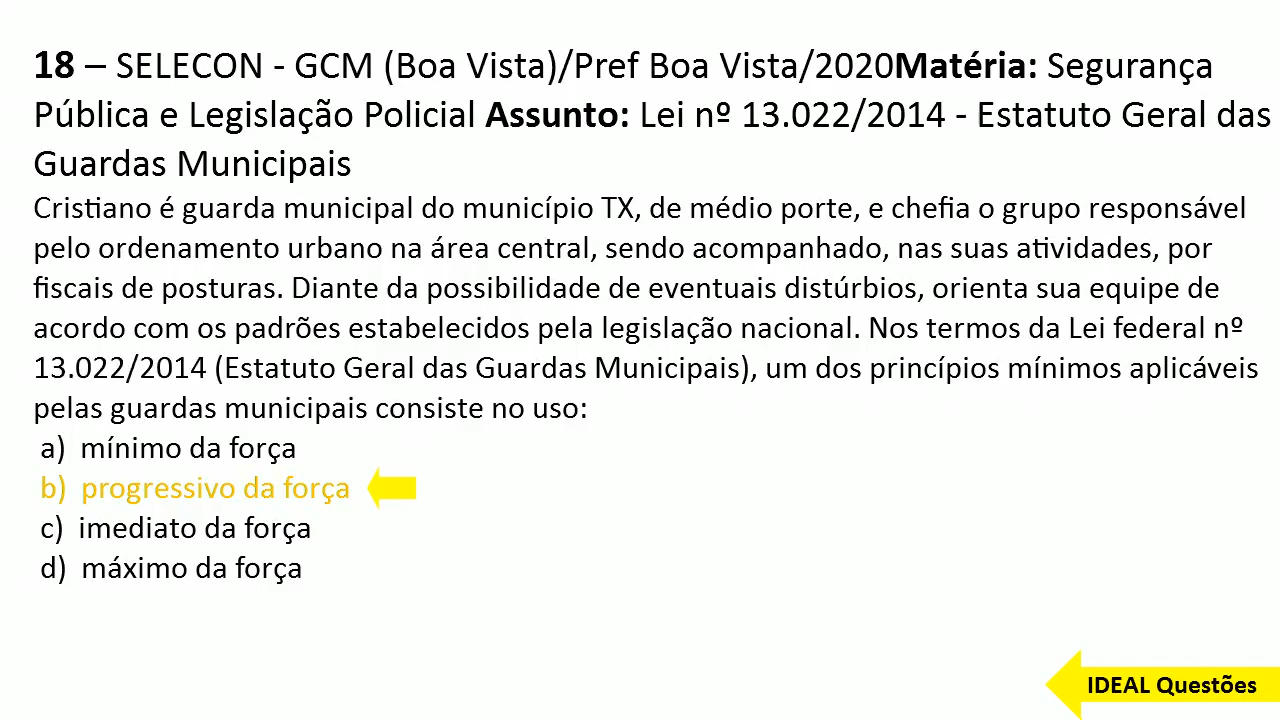 18 – SELECON - GCM (Boa Vista)/Pref Boa Vista/2020Matéria: Segurança
Pública e Legislação Policial Assunto: Lei nº 13.022/2014 - Estatuto Geral das
Guardas Municipais
Cristiano é guarda municipal do município TX, de médio porte, e chefia o grupo responsável
pelo ordenamento urbano na área central, sendo acompanhado, nas suas atividades, por
fiscais de posturas. Diante da possibilidade de eventuais distúrbios, orienta sua equipe de
acordo com os padrões estabelecidos pela legislação nacional. Nos termos da Lei federal nº
13.022/2014 (Estatuto Geral das Guardas Municipais), um dos princípios mínimos aplicáveis
pelas guardas municipais consiste no uso:
a) mínimo da força
b) progressivo da força
c) imediato da força
d) máximo da força
IDEAL Questões